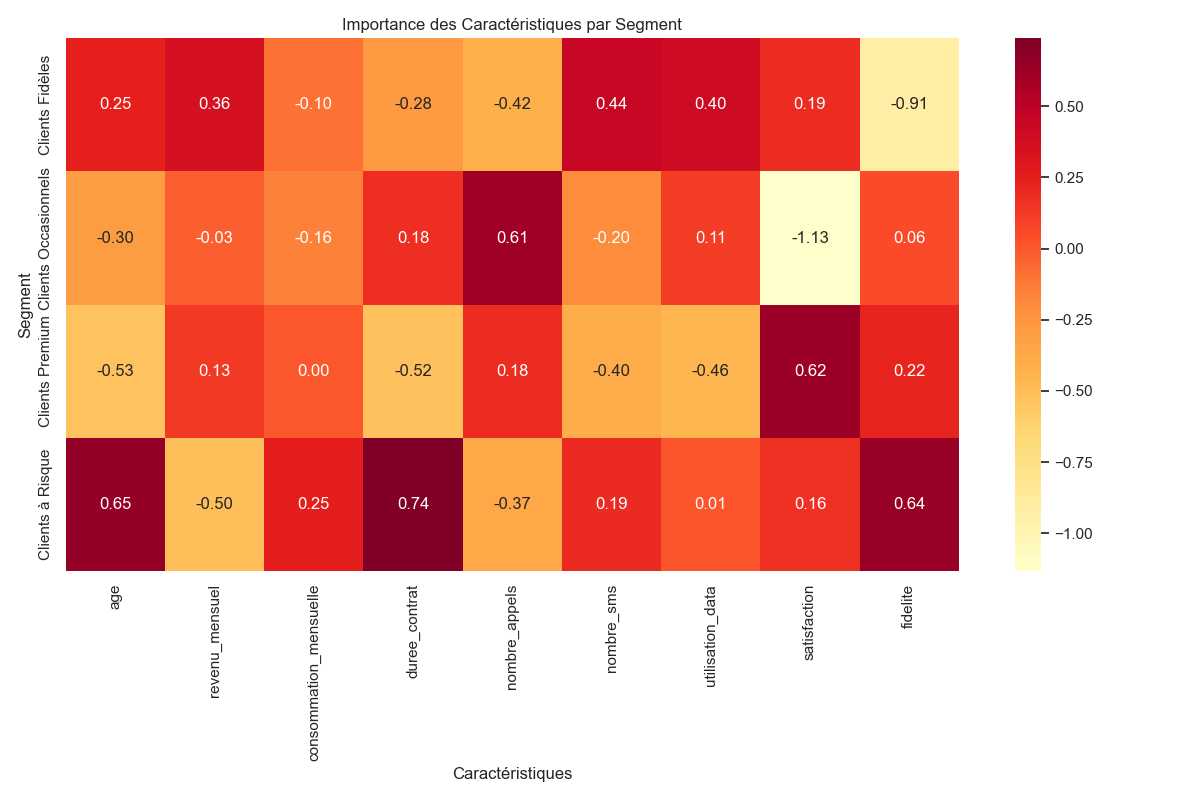 Importance des Caractéristiques par Segment
Segment
Clients Fidèles
0.25 0.36 -0.10 -0.28 -0.42 0.44 0.40 0.19 -0.91
Clients Occasionnels
-0.30 -0.03 -0.16 0.18 0.61 -0.20 0.11 -1.13 0.06
Clients Premium
-0.53 0.13 0.00 -0.52 0.18 -0.40 -0.46 0.62 0.22
Clients à Risque
0.65 -0.50 0.25 0.74 -0.37 0.19 0.01 0.16 0.64
age
revenu_mensuel
consommation_mensuelle
duree_contrat
nombre_appels
nombre_sms
utilisation_data
satisfaction
fidelite
Caractéristiques
0.50
0.25
0.00
−0.25
−0.50
−0.75
−1.00